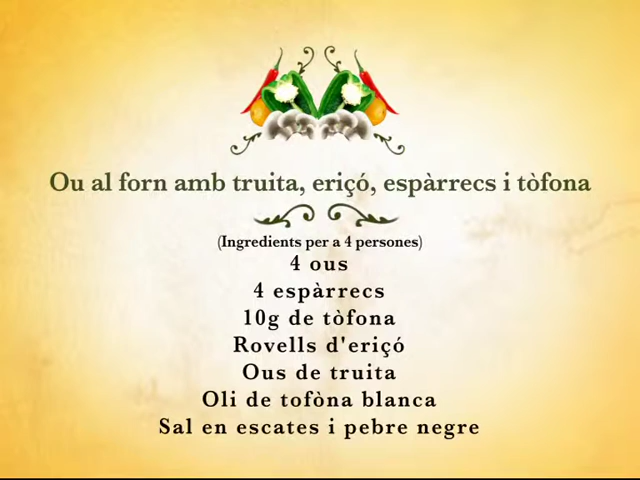 Ou al forn amb truita, eriçó, espàrrecs i tòfona
(Ingredients per a 4 persones)
4 ous
4 espàrrecs
10g de tòfona
Rovells d'eriçó
Ous de truita
Oli de tofòna blanca
Sal en escates i pebre negre